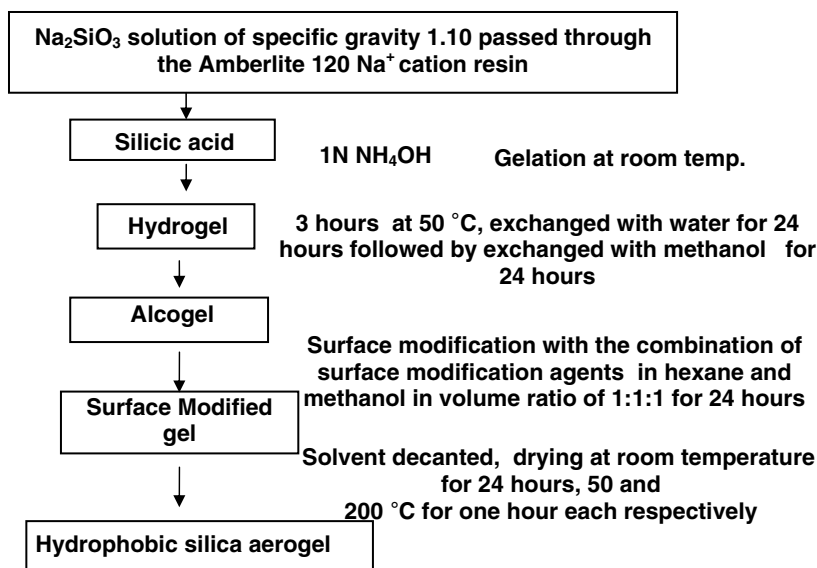 Na₂SiO₃ solution of specific gravity 1.10 passed through
the Amberlite 120 Na⁺ cation resin
Silicic acid
1N NH₄OH Gelation at room temp.
Hydrogel
3 hours at 50 °C, exchanged with water for 24
hours followed by exchanged with methanol for
24 hours
Alcogel
Surface modification with the combination of
surface modification agents in hexane and
methanol in volume ratio of 1:1:1 for 24 hours
Surface Modified
gel
Solvent decanted, drying at room temperature
for 24 hours, 50 and
200 °C for one hour each respectively
Hydrophobic silica aerogel